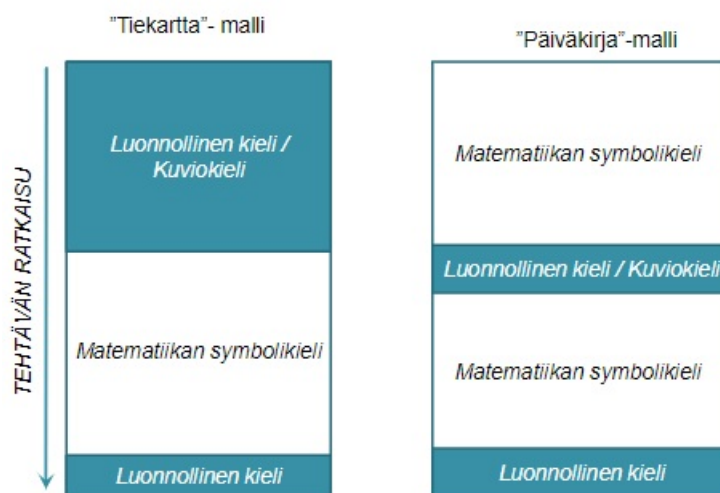 "Tiekartta"- malli
TEHTÄVÄN RATKAISU
Luonnollinen kieli /
Kuviokieli
Matematiikan symbolikieli
Luonnollinen kieli
"Päiväkirja"-malli
Matematiikan symbolikieli
Luonnollinen kieli / Kuviokieli
Matematiikan symbolikieli
Luonnollinen kieli